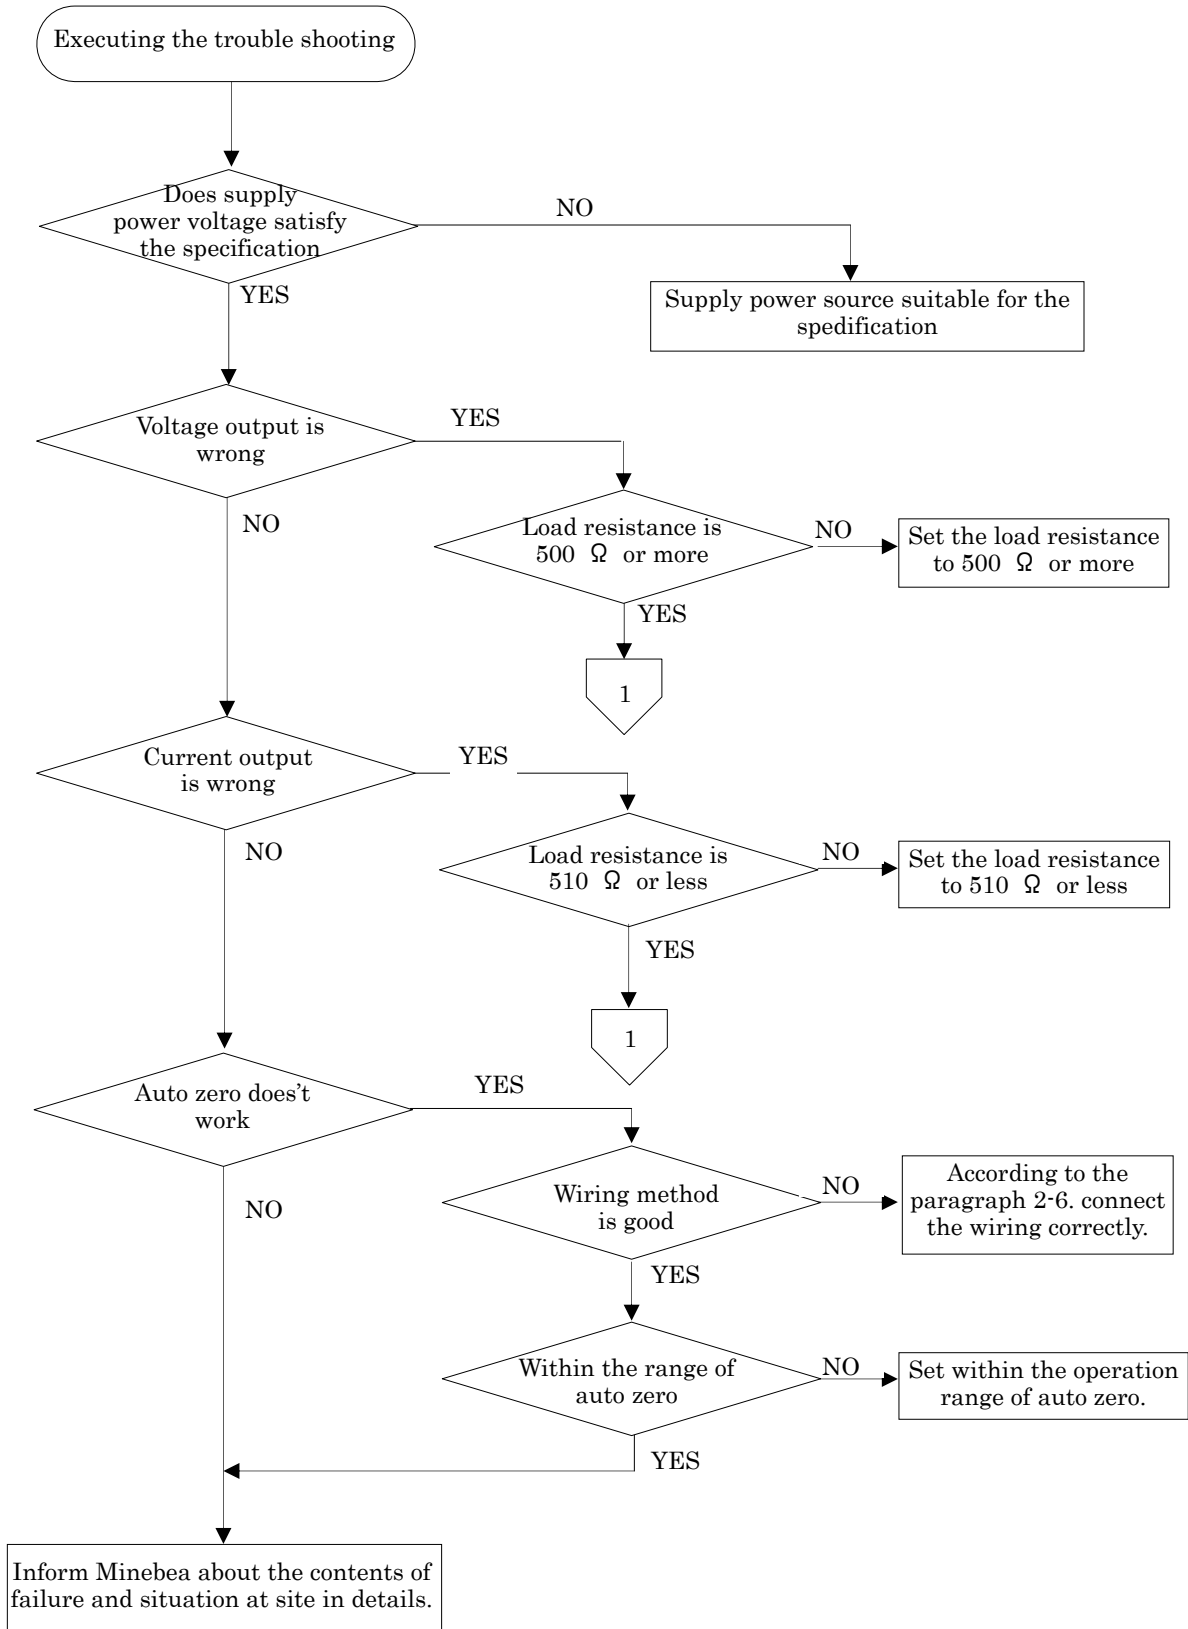 Executing the trouble shooting
Does supply
power voltage satisfy
the specification
NO
YES
Supply power source suitable for the
spedification
Voltage output is
wrong
YES
NO
Load resistance is
500 Ω or more
NO
Set the load resistance
to 500 Ω or more
YES
1
Current output
is wrong
YES
NO
Load resistance is
510 Ω or less
NO
Set the load resistance
to 510 Ω or less
YES
1
Auto zero does't
work
YES
NO
Wiring method
is good
NO
According to the
paragraph 2-6. connect
the wiring correctly.
YES
Within the range of
auto zero
NO
Set within the operation
range of auto zero.
YES
Inform Minebea about the contents of
failure and situation at site in details.